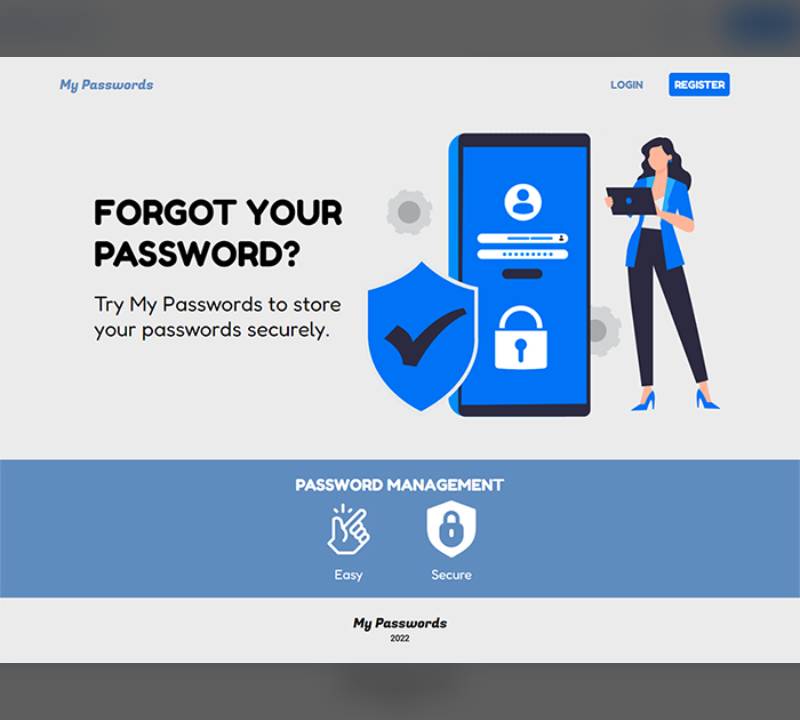 My Passwords
LOGIN
REGISTER
FORGOT YOUR
PASSWORD?
Try My Passwords to store
your passwords securely.
PASSWORD MANAGEMENT
Easy
Secure
My Passwords
2022